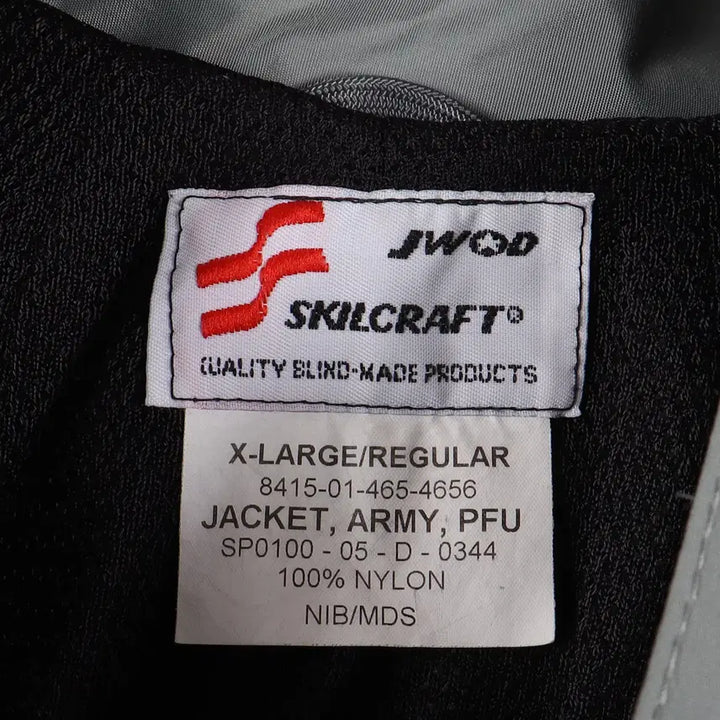 JWOD
SKILCRAFT®
QUALITY BLIND-MADE PRODUCTS
X-LARGE/REGULAR
8415-01-465-4656
JACKET, ARMY, PFU
SP0100 - 05 - D - 0344
100% NYLON
NIB/MDS